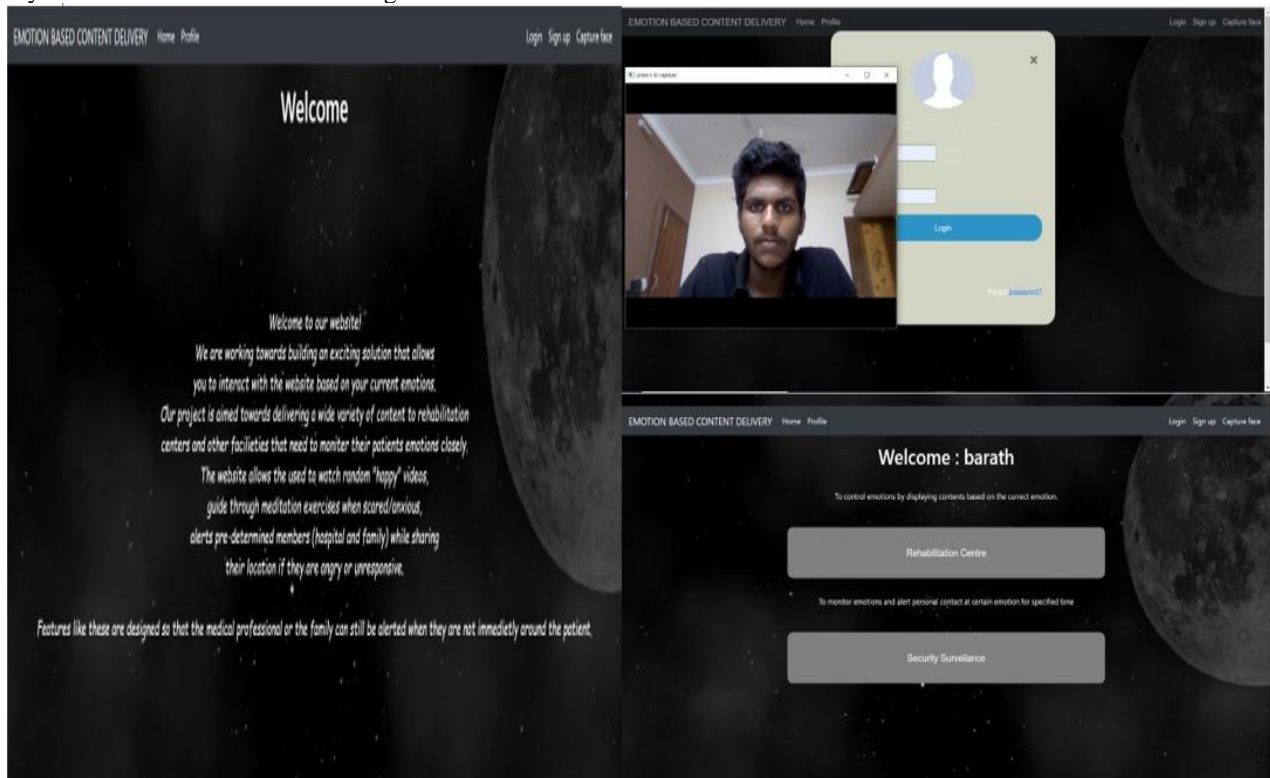 EMOTION BASED CONTENT DELIVERY Home Profile Login Sign up Capture face
Welcome
Welcome to our website!
We are working towards building an exciting solution that allows
you to interact with the website based on your current emotions.
Our project is aimed towards delivering a wide variety of content to rehabilitation
centers and other facilieties that need to moniter their patients emotions closely.
The website allows the used to watch random "happy" videos,
guide through meditation exercises when scared/anxious,
alerts pre-determined members (hospital and family) while sharing
their location if they are angry or unresponsive.
Features like these are designed so that the medical professional or the family can still be alerted when they are not immedietly around the patient,
EMOTION BASED CONTENT DELIVERY Home Profile Login Sign up Capture face
press c to capture
Login
Forgot password?
EMOTION BASED CONTENT DELIVERY Home Profile Login Sign up Capture face
Welcome : barath
To control emotions by displaying contents based on the currect emotion.
Rehabilitation Centre
To monitor emotions and alert personal contact at certain emotion for specified time
Security Surveilance